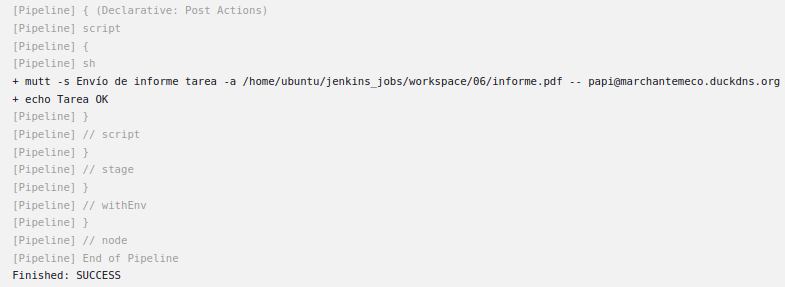 [Pipeline] { (Declarative: Post Actions)
[Pipeline] script
[Pipeline] {
[Pipeline] sh
+ mutt -s Envío de informe tarea -a /home/ubuntu/jenkins_jobs/workspace/06/informe.pdf -- papi@marchantemeco.duckdns.org
+ echo Tarea OK
[Pipeline] }
[Pipeline] // script
[Pipeline] }
[Pipeline] // stage
[Pipeline] }
[Pipeline] // withEnv
[Pipeline] }
[Pipeline] // node
[Pipeline] End of Pipeline
Finished: SUCCESS